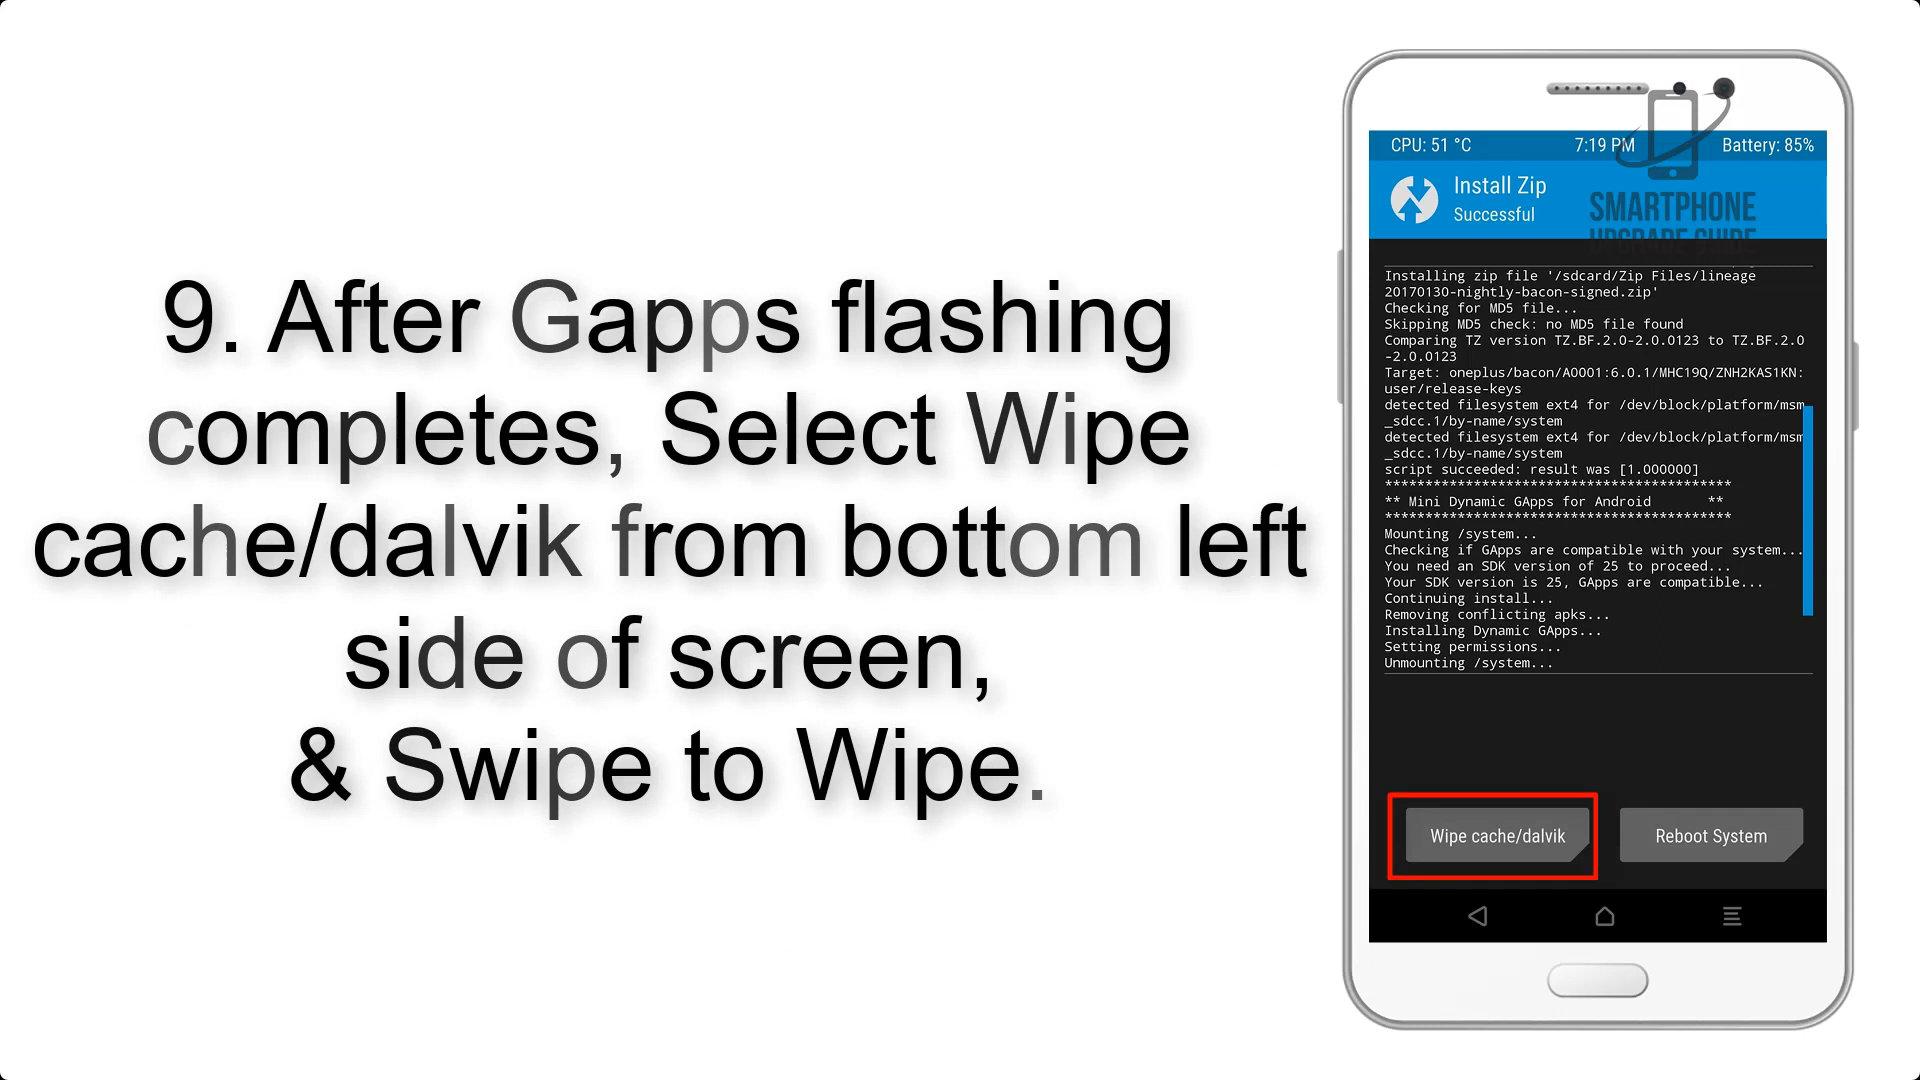 9. After Gapps flashing
completes, Select Wipe
cache/dalvik from bottom left
side of screen,
& Swipe to Wipe.
CPU: 51 °C 7:19 PM Battery: 85%
Install Zip
Successful
SMARTPHONE
UPGRADE GUIDE
Installing zip file '/sdcard/Zip Files/lineage
20170130-nightly-bacon-signed.zip'
Checking for MD5 file...
Skipping MD5 check: no MD5 file found
Comparing TZ version TZ.BF.2.0-2.0.0123 to TZ.BF.2.0
-2.0.0123
Target: oneplus/bacon/A0001:6.0.1/MHC19Q/ZNH2KAS1KN:
user/release-keys
detected filesystem ext4 for /dev/block/platform/msm
_sdcc.1/by-name/system
detected filesystem ext4 for /dev/block/platform/msm
_sdcc.1/by-name/system
script succeeded: result was [1.000000]
*******************************************
** Mini Dynamic GApps for Android **
*******************************************
Mounting /system...
Checking if GApps are compatible with your system...
You need an SDK version of 25 to proceed...
Your SDK version is 25, GApps are compatible...
Continuing install...
Removing conflicting apks...
Installing Dynamic GApps...
Setting permissions...
Unmounting /system...
Wipe cache/dalvik Reboot System